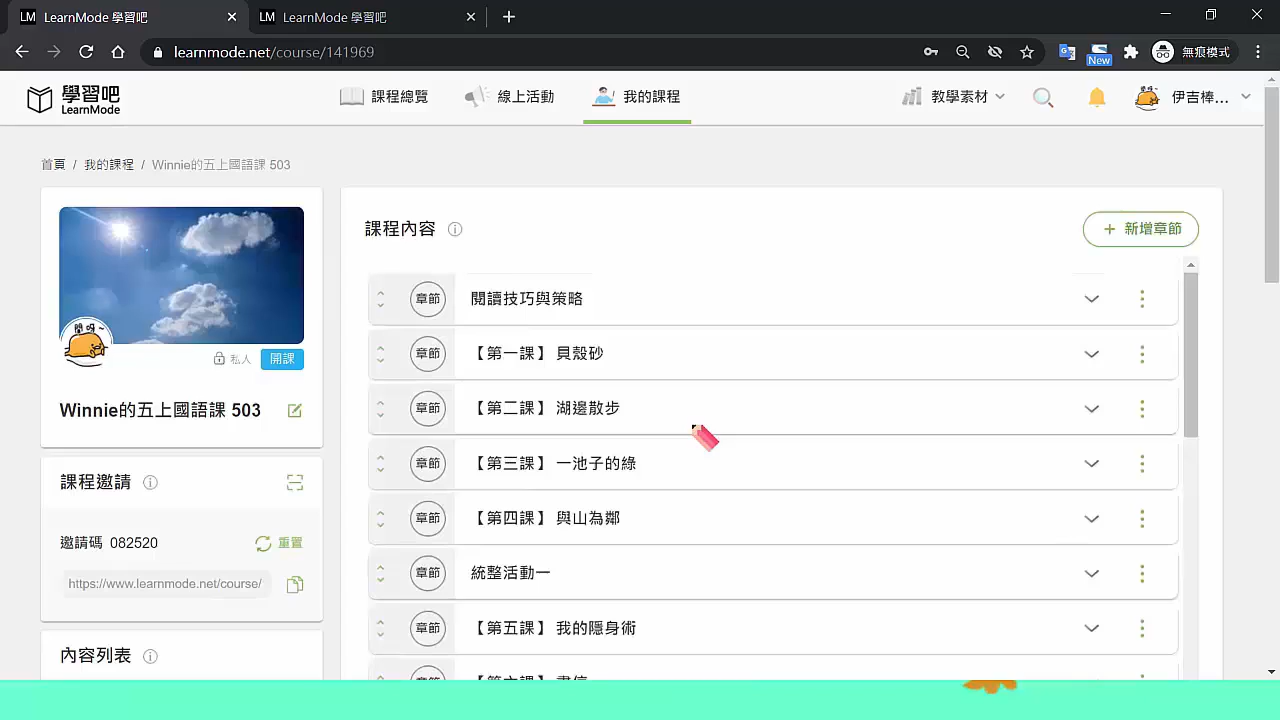 LM LearnMode 學習吧
LM LearnMode 學習吧
learnmode.net/course/141969
New
無痕模式
學習吧
LearnMode
課程總覽
線上活動
我的課程
教學素材
伊吉棒...
首頁 / 我的課程 / Winnie的五上國語課 503
私人
開課
Winnie的五上國語課 503
課程邀請
邀請碼 082520
重置
https://www.learnmode.net/course/
內容列表
課程內容
+ 新增章節
章節 閱讀技巧與策略
章節 【第一課】 貝殼砂
章節 【第二課】 湖邊散步
章節 【第三課】 一池子的綠
章節 【第四課】 與山為鄰
章節 統整活動一
章節 【第五課】 我的隱身術